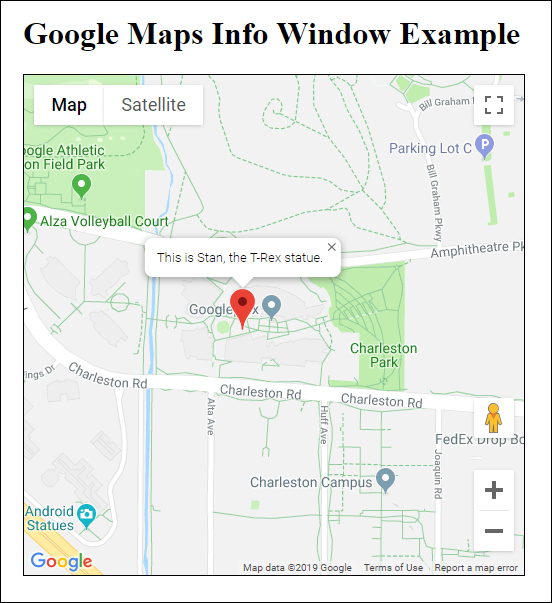 Google Maps Info Window Example
Map
Satellite
Bill Graham
Parking Lot C
oogle Athletic
on Field Park
Bill Graham Pkwy
Alza Volleyball Court
Amphitheatre Pk
This is Stan, the T-Rex statue.
Google
x
Charleston
Park
ngs Dr
Charleston Rd
Charleston Rd
Charleston Rd
Alta Ave
Huff Ave
FedEx Drop Bo
Joaquin Rd
Charleston Campus
Android
Statues
Google
Map data ©2019 Google
Terms of Use
Report a map error